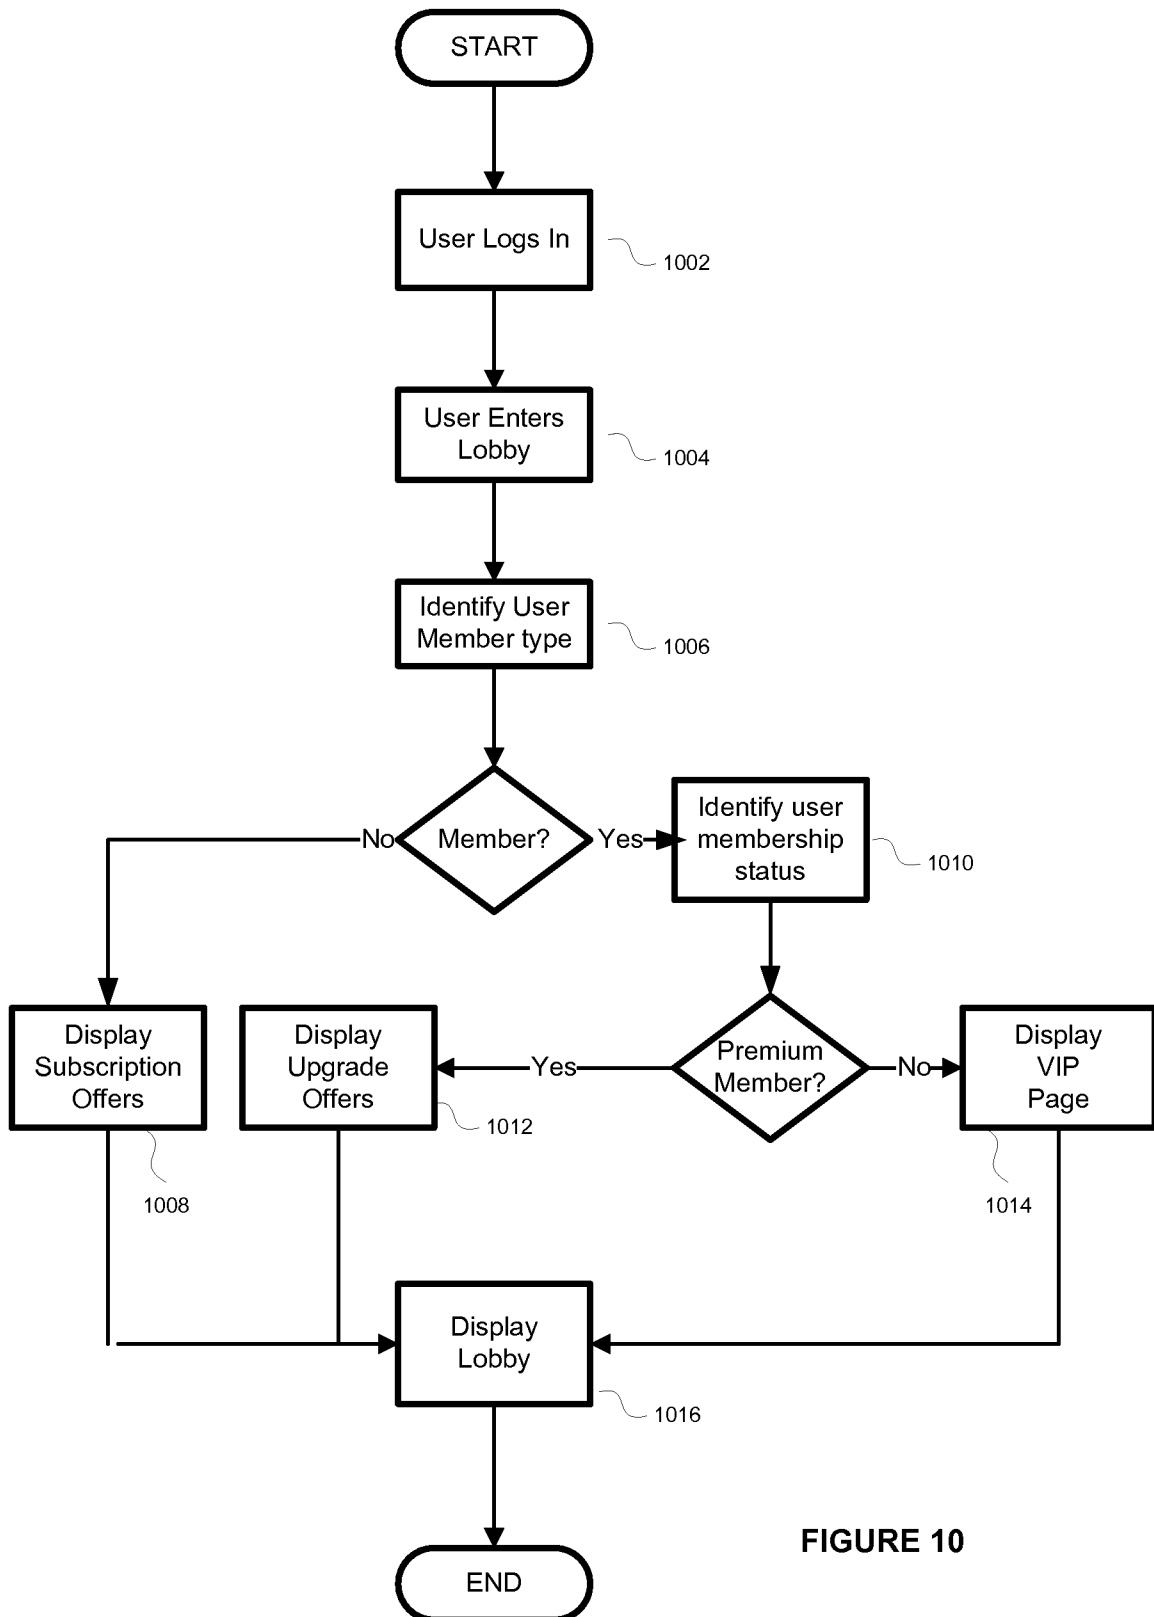 START
User Logs In
1002
User Enters
Lobby
1004
Identify User
Member type
1006
Member?
No
Yes
Identify user
membership
status
1010
Display
Subscription
Offers
1008
Display
Upgrade
Offers
1012
Yes
Premium
Member?
No
Display
VIP
Page
1014
Display
Lobby
1016
FIGURE 10
END